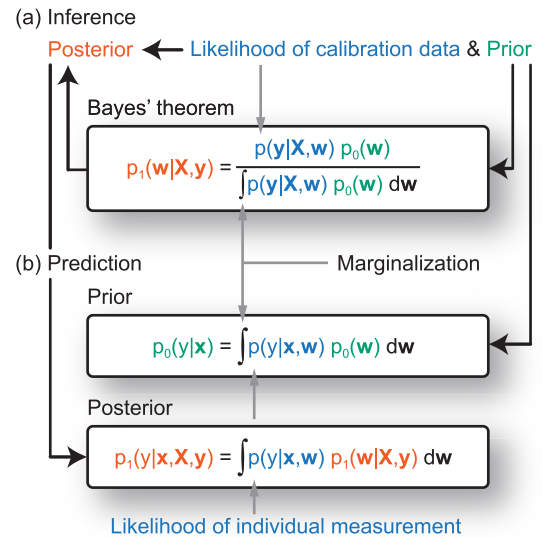 (a) Inference
Posterior Likelihood of calibration data & Prior
Bayes' theorem
p₁(w|X,y) = p(y|X,w) p₀(w)
∫p(y|X,w) p₀(w) dw
(b) Prediction
Marginalization
Prior
p₀(y|x) = ∫p(y|x,w) p₀(w) dw
Posterior
p₁(y|x,X,y) = ∫p(y|x,w) p₁(w|X,y) dw
Likelihood of individual measurement